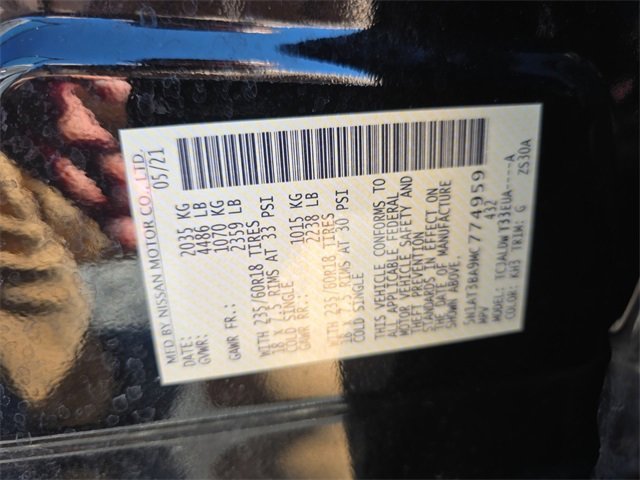 MFD BY NISSAN MOTOR CO., LTD.
DATE: 05/21
GVWR: 2035 KG
4486 LB
GAWR FR.: 1070 KG
2359 LB
WITH 235/60R18 TIRES
18 X 7.5 RIMS AT 33 PSI
COLD SINGLE
GAWR RR.: 1015 KG
2238 LB
WITH 235/60R18 TIRES
18 X 7.5 RIMS AT 30 PSI
COLD SINGLE
THIS VEHICLE CONFORMS TO
ALL APPLICABLE FEDERAL
MOTOR VEHICLE SAFETY AND
THEFT PREVENTION
STANDARDS IN EFFECT ON
THE DATE OF MANUFACTURE
SHOWN ABOVE.
774959
MPV 432
MODEL:
COLOR: KH3 TRIM: G ZS30A